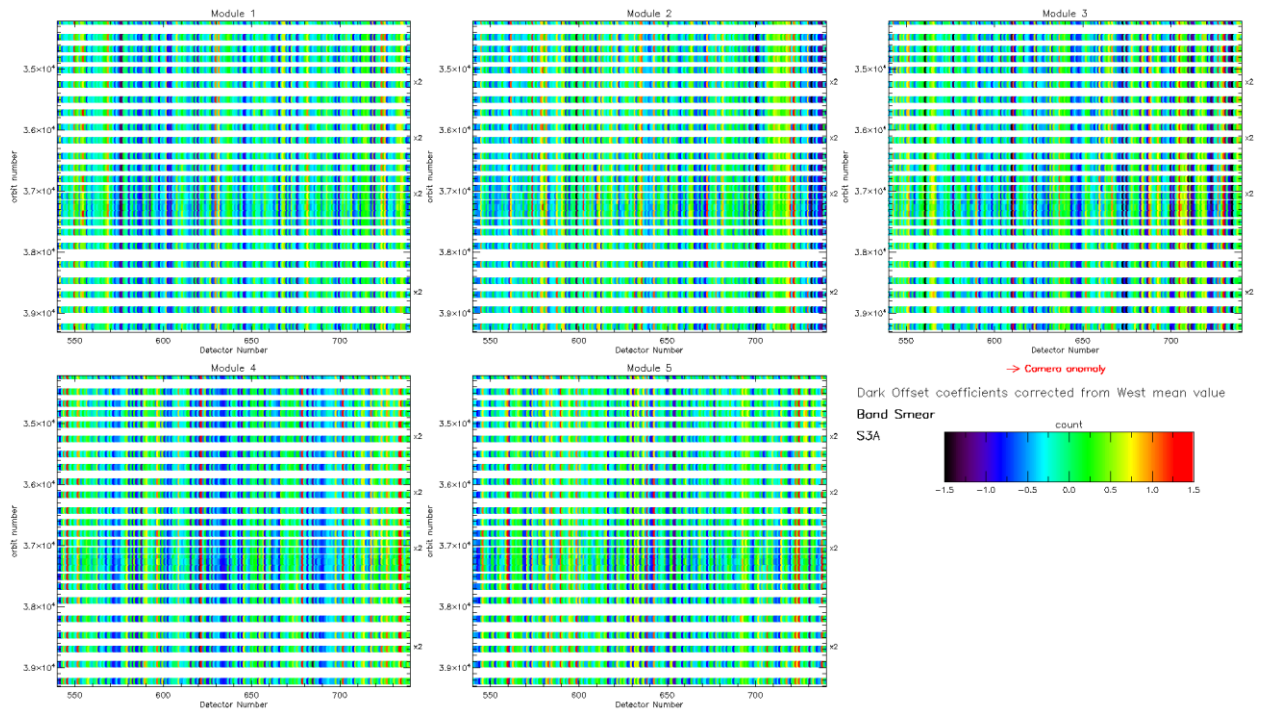 Module 1
Module 2
Module 3
3.5×10⁴
3.6×10⁴
3.7×10⁴
3.8×10⁴
3.9×10⁴
orbit number
x2
x2
x2
x2
550 600 650 700
Detector Number
3.5×10⁴
3.6×10⁴
3.7×10⁴
3.8×10⁴
3.9×10⁴
orbit number
x2
x2
x2
x2
550 600 650 700
Detector Number
3.5×10⁴
3.6×10⁴
3.7×10⁴
3.8×10⁴
3.9×10⁴
orbit number
x2
x2
x2
x2
550 600 650 700
Detector Number
Module 4
Module 5
3.5×10⁴
3.6×10⁴
3.7×10⁴
3.8×10⁴
3.9×10⁴
orbit number
x2
x2
x2
x2
550 600 650 700
Detector Number
3.5×10⁴
3.6×10⁴
3.7×10⁴
3.8×10⁴
3.9×10⁴
orbit number
x2
x2
x2
x2
550 600 650 700
Detector Number
→ Camera anomaly
Dark Offset coefficients corrected from West mean value
Band Smear
S3A
count
-1.5 -1.0 -0.5 0.0 0.5 1.0 1.5